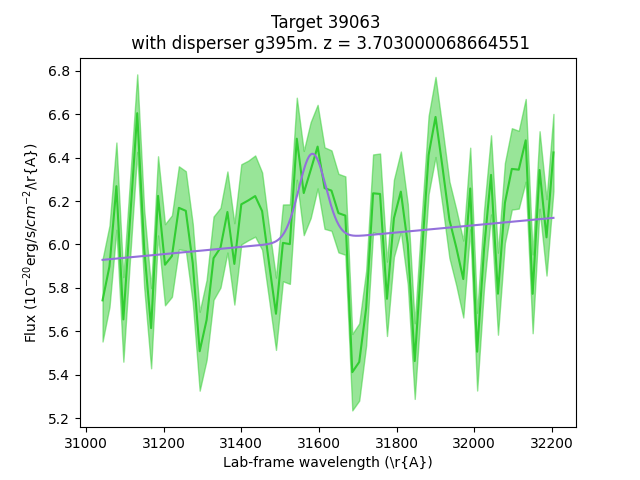 Target 39063
with disperser g395m. z = 3.703000068664551
6.8
6.6
6.4
6.2
6.0
5.8
5.6
5.4
5.2
Flux (10⁻²⁰erg/s/cm⁻²/\r{A})
31000 31200 31400 31600 31800 32000 32200
Lab-frame wavelength (\r{A})